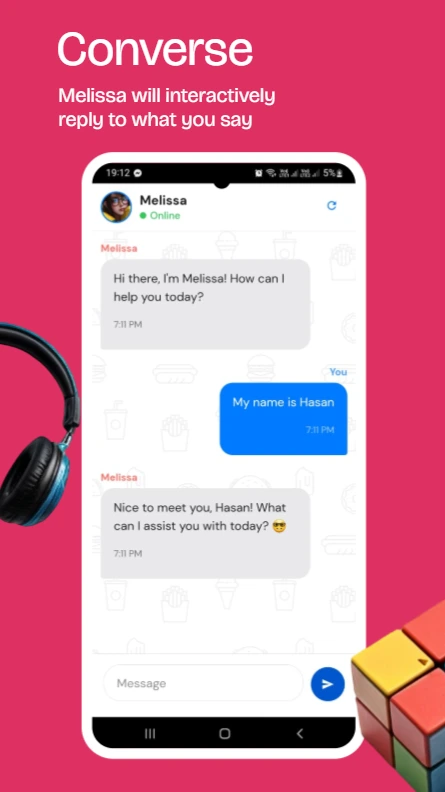 Converse
Melissa will interactively
reply to what you say
19:12
5%
Melissa
Online
Melissa
Hi there, I'm Melissa! How can I
help you today?
7:11 PM
You
My name is Hasan
7:11 PM
Melissa
Nice to meet you, Hasan! What
can I assist you with today? 😎
7:11 PM
Message